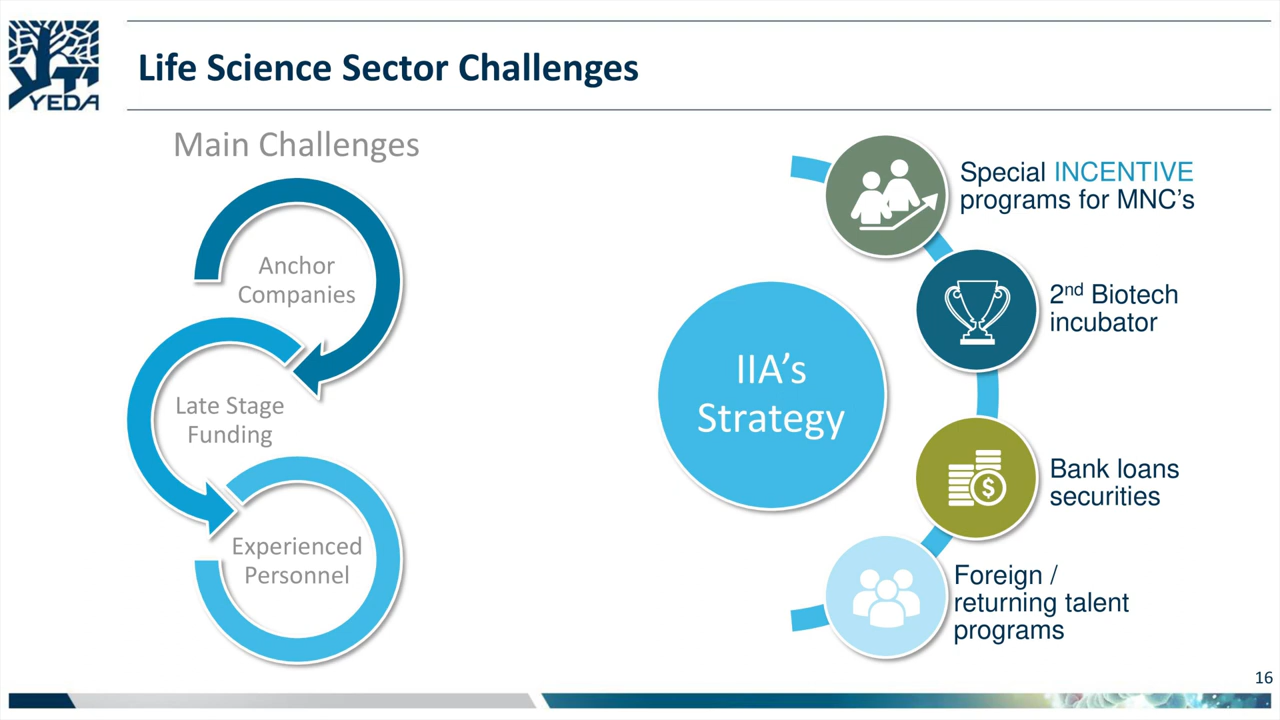 YEDA
Life Science Sector Challenges
Main Challenges
Anchor
Companies
Late Stage
Funding
Experienced
Personnel
IIA’s
Strategy
Special INCENTIVE
programs for MNC’s
2nd Biotech
incubator
$
Bank loans
securities
Foreign /
returning talent
programs
16